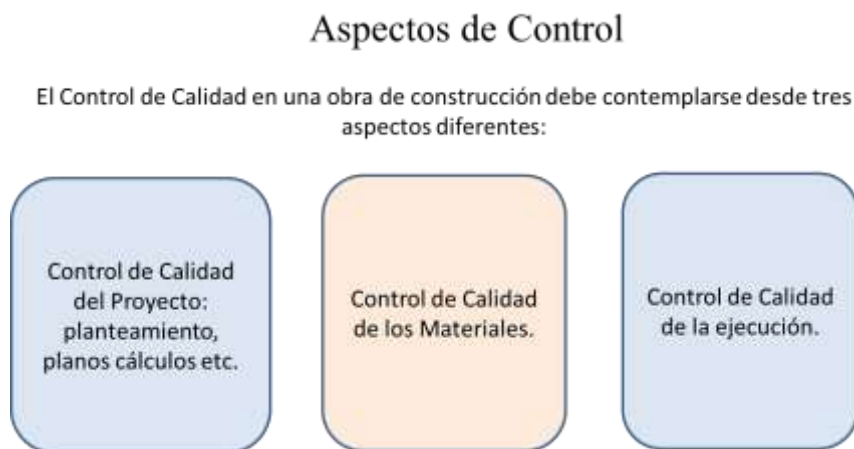 Aspectos de Control
El Control de Calidad en una obra de construcción debe contemplarse desde tres
aspectos diferentes:
Control de Calidad
del Proyecto:
planteamiento,
planos cálculos etc.
Control de Calidad
de los Materiales.
Control de Calidad
de la ejecución.